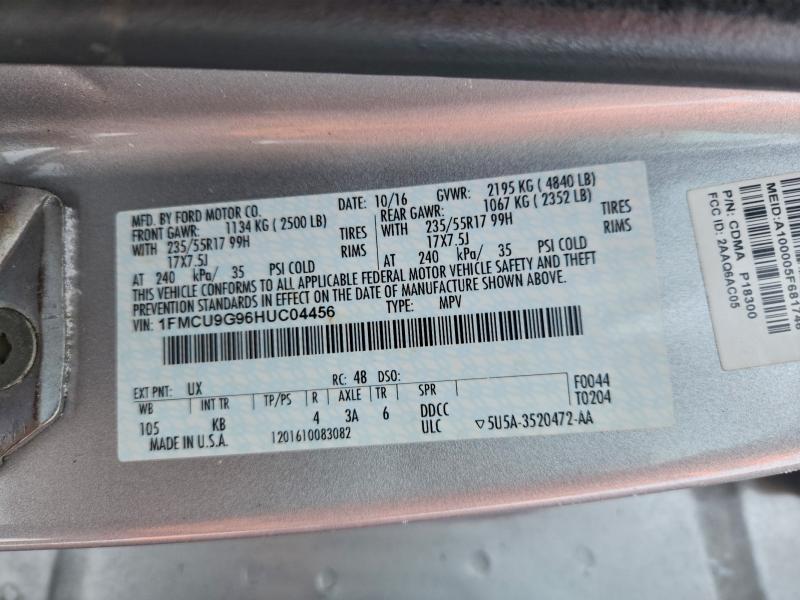 MFD. BY FORD MOTOR CO.
DATE: 10/16 GVWR: 2195 KG ( 4840 LB)
FRONT GAWR: 1134 KG ( 2500 LB)
REAR GAWR: 1067 KG ( 2352 LB)
WITH 235/55R17 99H TIRES
WITH 235/55R17 99H TIRES
17X7.5J RIMS
17X7.5J RIMS
AT 240 kPa/ 35 PSI COLD
AT 240 kPa/ 35 PSI COLD
THIS VEHICLE CONFORMS TO ALL APPLICABLE FEDERAL MOTOR VEHICLE SAFETY AND THEFT
PREVENTION STANDARDS IN EFFECT ON THE DATE OF MANUFACTURE SHOWN ABOVE.
VIN: 1FMCU9G96HUC04456 TYPE: MPV
EXT PNT: UX RC: 48 DSO: F0044
WB INT TR TP/PS R AXLE TR SPR T0204
105 KB 4 3A 6 DDCC
MADE IN U.S.A. 1201610083082 ULC ▽5U5A-3520472-AA
MEID:A100005F681746
P/N: CDMA P18300
FCC ID: 2AAQ6AC05